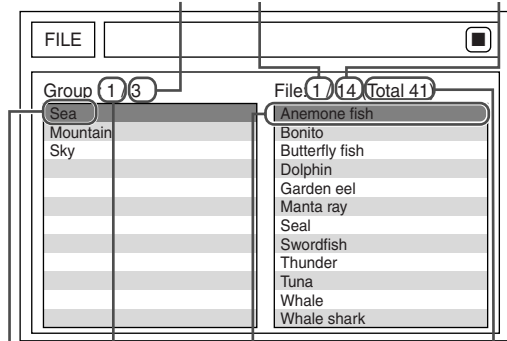 FILE
Group : 1 / 3
Sea
Mountain
Sky
File: 1 / 14 (Total 41)
Anemone fish
Bonito
Butterfly fish
Dolphin
Garden eel
Manta ray
Seal
Swordfish
Thunder
Tuna
Whale
Whale shark